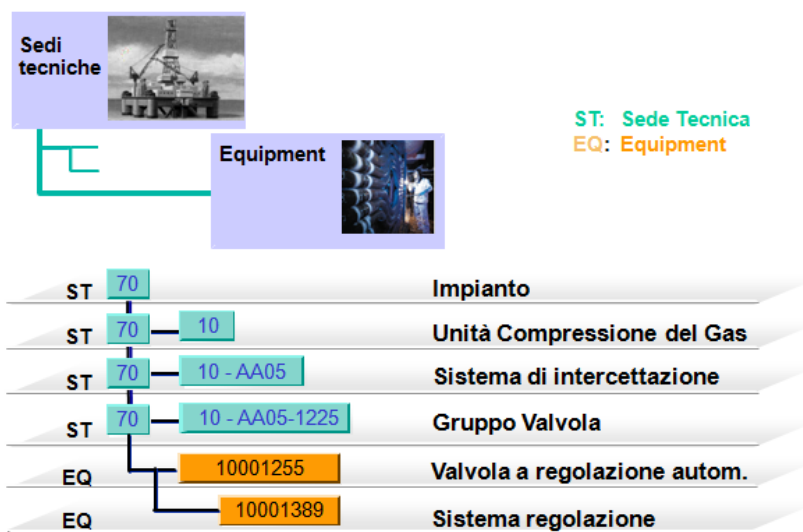 Sedi
tecniche
Equipment
ST: Sede Tecnica
EQ: Equipment
ST 70 Impianto
ST 70 10 Unità Compressione del Gas
ST 70 10 - AA05 Sistema di intercettazione
ST 70 10 - AA05-1225 Gruppo Valvola
EQ 10001255 Valvola a regolazione autom.
EQ 10001389 Sistema regolazione